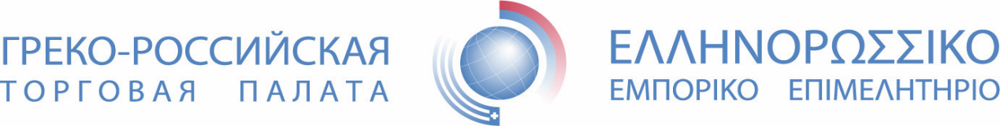 ГРЕКО-РОССИЙСКАЯ
ТОРГОВАЯ ПАЛАТА
ΕΛΛΗΝΟΡΩΣΣΙΚΟ
ΕΜΠΟΡΙΚΟ ΕΠΙΜΕΛΗΤΗΡΙΟ